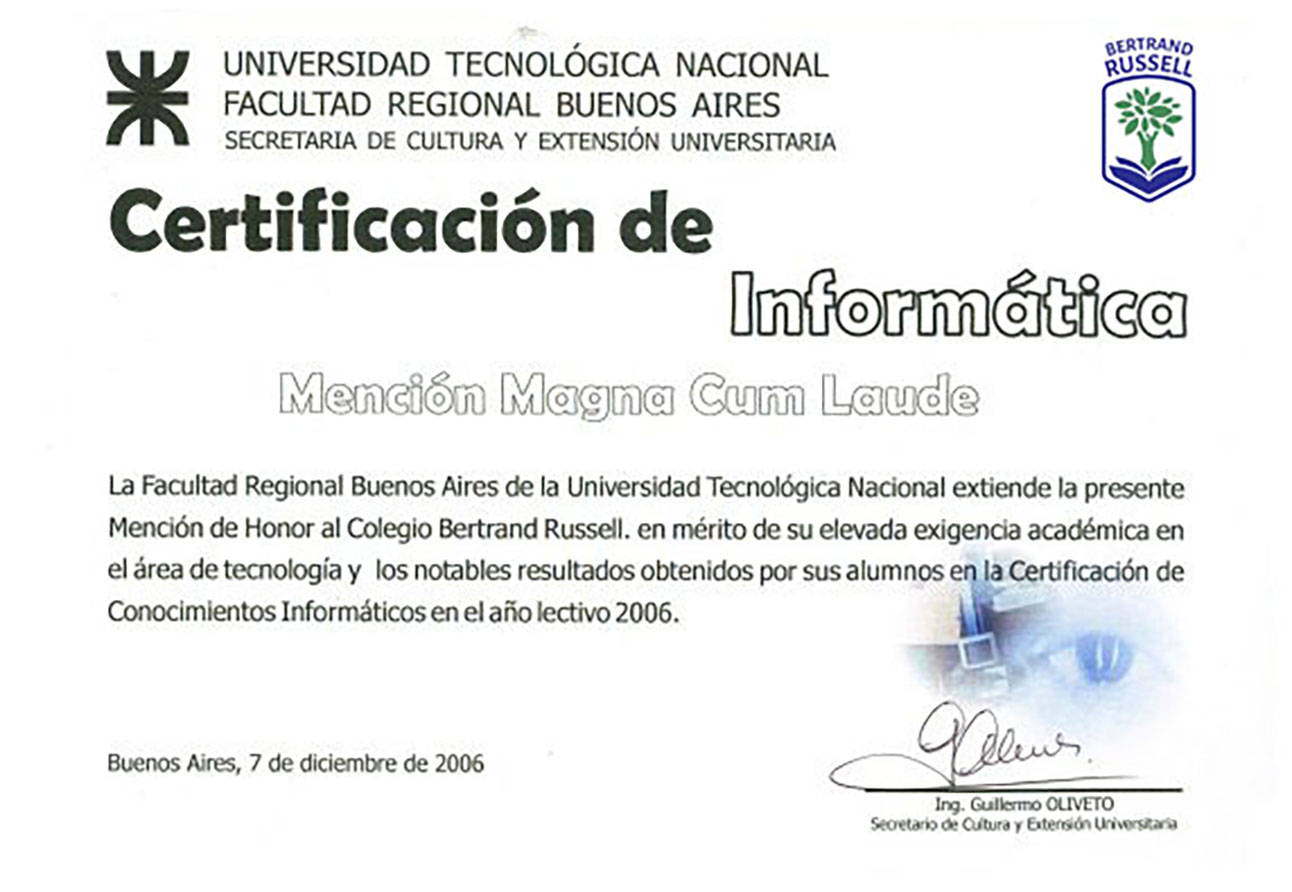 UNIVERSIDAD TECNOLÓGICA NACIONAL
FACULTAD REGIONAL BUENOS AIRES
SECRETARIA DE CULTURA Y EXTENSIÓN UNIVERSITARIA
BERTRAND
RUSSELL
Certificación de
Informática
Mención Magna Cum Laude
La Facultad Regional Buenos Aires de la Universidad Tecnológica Nacional extiende la presente
Mención de Honor al Colegio Bertrand Russell. en mérito de su elevada exigencia académica en
el área de tecnología y los notables resultados obtenidos por sus alumnos en la Certificación de
Conocimientos Informáticos en el año lectivo 2006.
Buenos Aires, 7 de diciembre de 2006
Ing. Guillermo OLIVETO
Secretario de Cultura y Extensión Universitaria